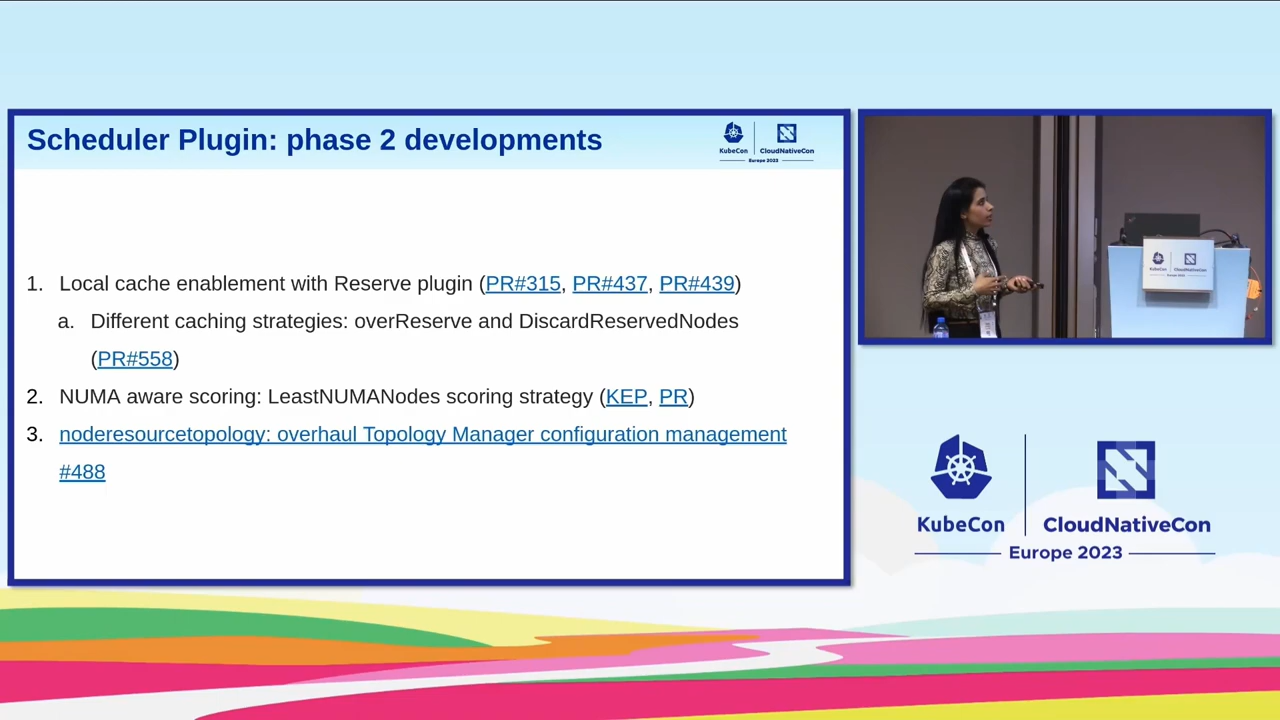 Scheduler Plugin: phase 2 developments
KubeCon
CloudNativeCon
Europe 2023
1. Local cache enablement with Reserve plugin (PR#315, PR#437, PR#439)
a. Different caching strategies: overReserve and DiscardReservedNodes
(PR#558)
2. NUMA aware scoring: LeastNUMANodes scoring strategy (KEP, PR)
3. noderesourcetopology: overhaul Topology Manager configuration management
#488
KubeCon
CloudNativeCon
Europe 2023